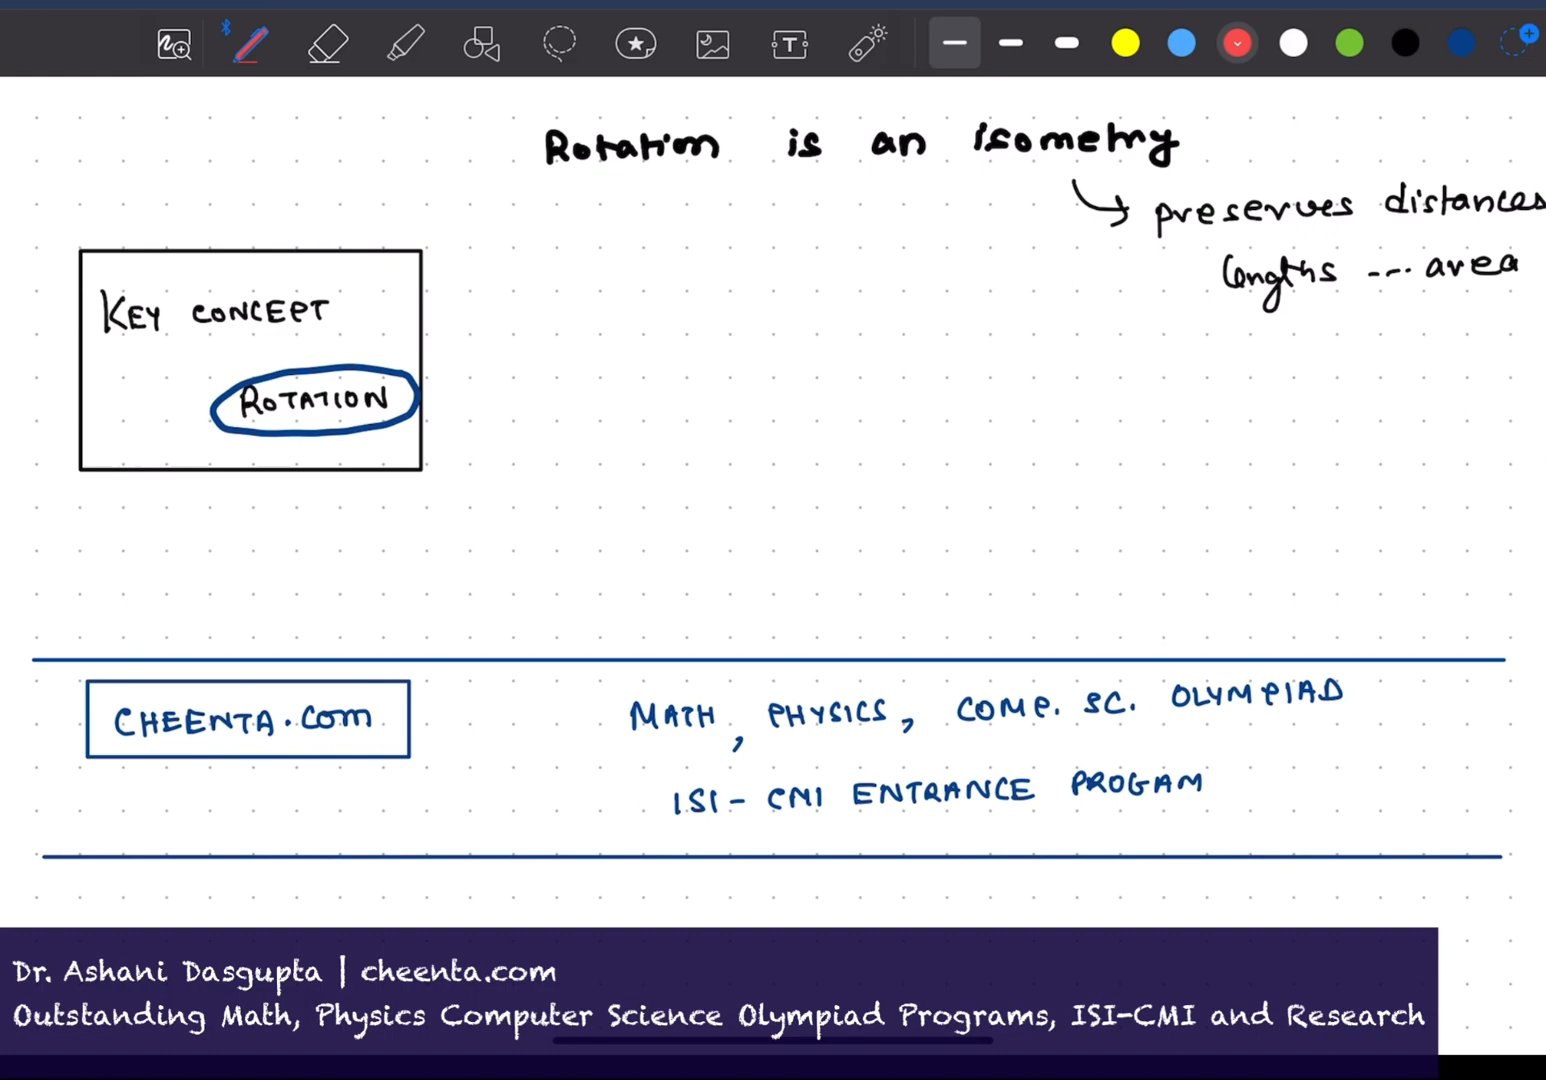 Rotation is an isometry
preserves distances
lengths --- area
KEY CONCEPT
ROTATION
CHEENTA.COM
MATH, PHYSICS, COMP. SC. OLYMPIAD
ISI - CMI ENTRANCE PROGAM
Dr. Ashani Dasgupta | cheenta.com
Outstanding Math, Physics Computer Science Olympiad Programs, ISI-CMI and Research